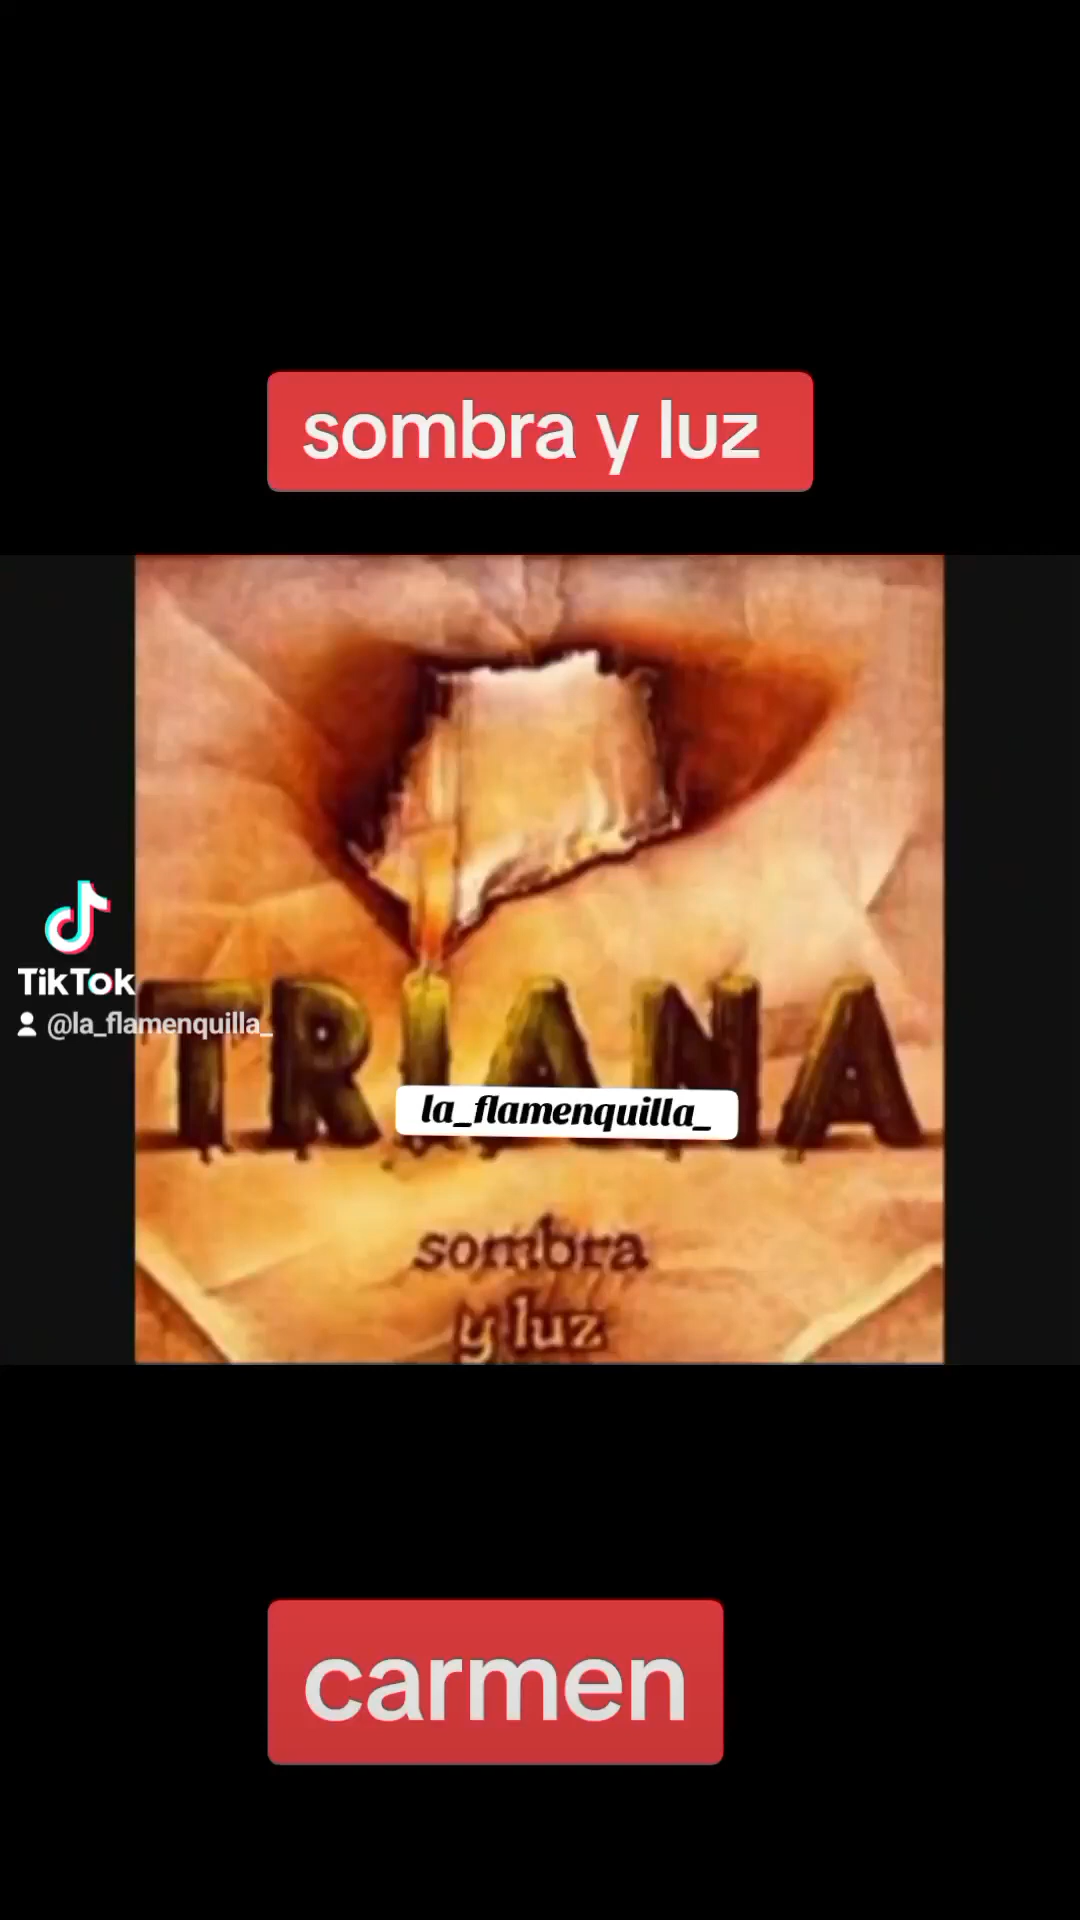 sombra y luz
TikTok
@la_flamenquilla_
TRIANA
la_flamenquilla_
sombra
y luz
carmen